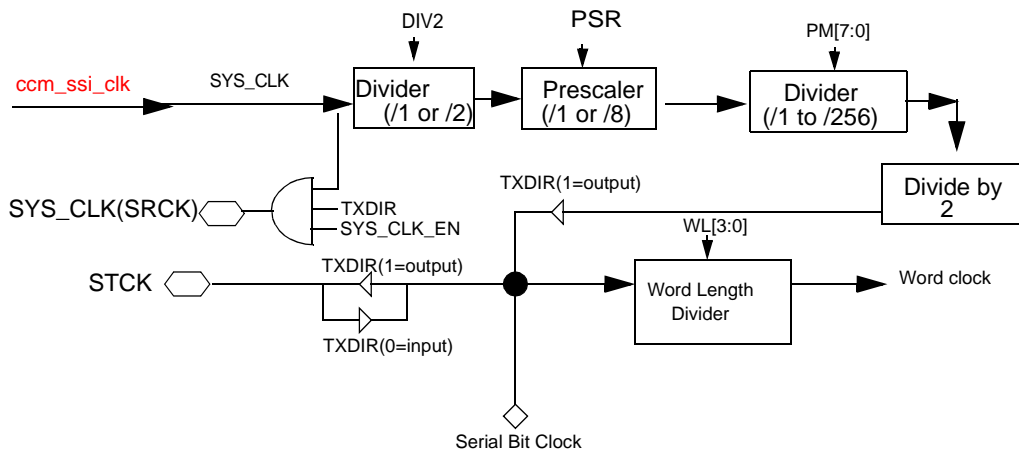 DIV2
PSR
PM[7:0]
ccm_ssi_clk
SYS_CLK
Divider
(/1 or /2)
Prescaler
(/1 or /8)
Divider
(/1 to /256)
TXDIR(1=output)
Divide by
2
SYS_CLK(SRCK)
TXDIR
SYS_CLK_EN
WL[3:0]
STCK
TXDIR(1=output)
TXDIR(0=input)
Word Length
Divider
Word clock
Serial Bit Clock